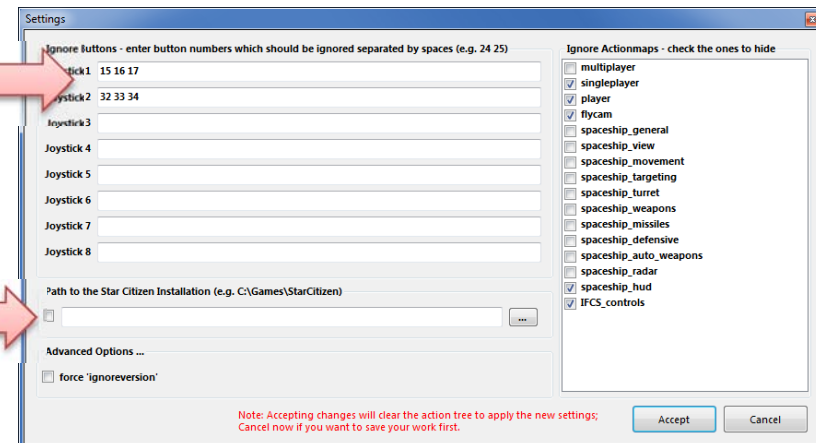 Settings
Ignore Buttons - enter button numbers which should be ignored separated by spaces (e.g. 24 25)
stick1 15 16 17
ystick2 32 33 34
Joystick3
Joystick 4
Joystick 5
Joystick 6
Joystick 7
Joystick 8
Path to the Star Citizen Installation (e.g. C:\Games\StarCitizen)
...
Advanced Options ...
force 'ignoreversion'
Ignore Actionmaps - check the ones to hide
multiplayer
singleplayer
player
flycam
spaceship_general
spaceship_view
spaceship_movement
spaceship_targeting
spaceship_turret
spaceship_weapons
spaceship_missiles
spaceship_defensive
spaceship_auto_weapons
spaceship_radar
spaceship_hud
IFCS_controls
Note: Accepting changes will clear the action tree to apply the new settings;
Cancel now if you want to save your work first.
Accept
Cancel